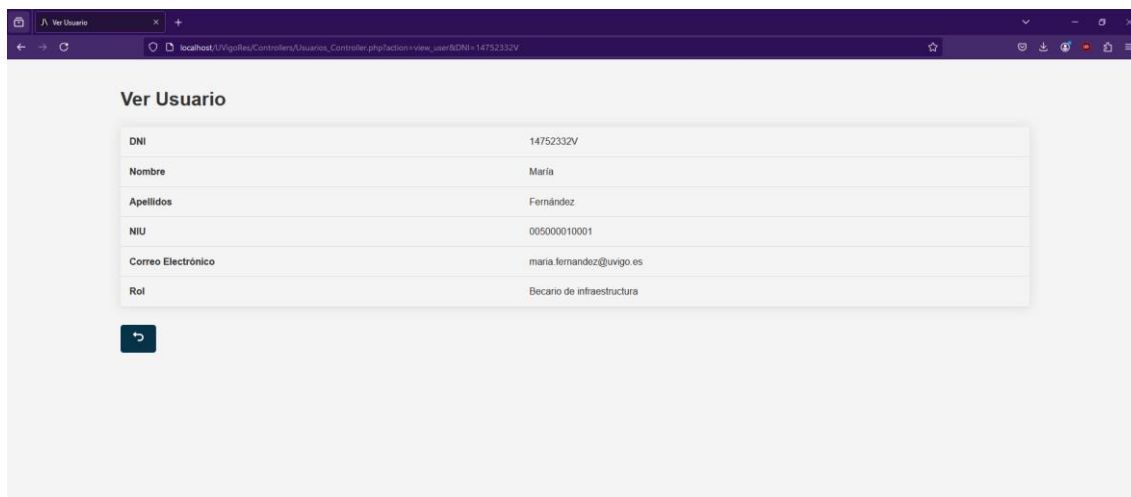 Ver Usuario
localhost/UVigoRes/Controllers/Usuarios_Controller.php?action=view_user&DNI=14752332V
Ver Usuario
DNI 14752332V
Nombre María
Apellidos Fernández
NIU 005000010001
Correo Electrónico maria.fernandez@uvigo.es
Rol Becario de infraestructura